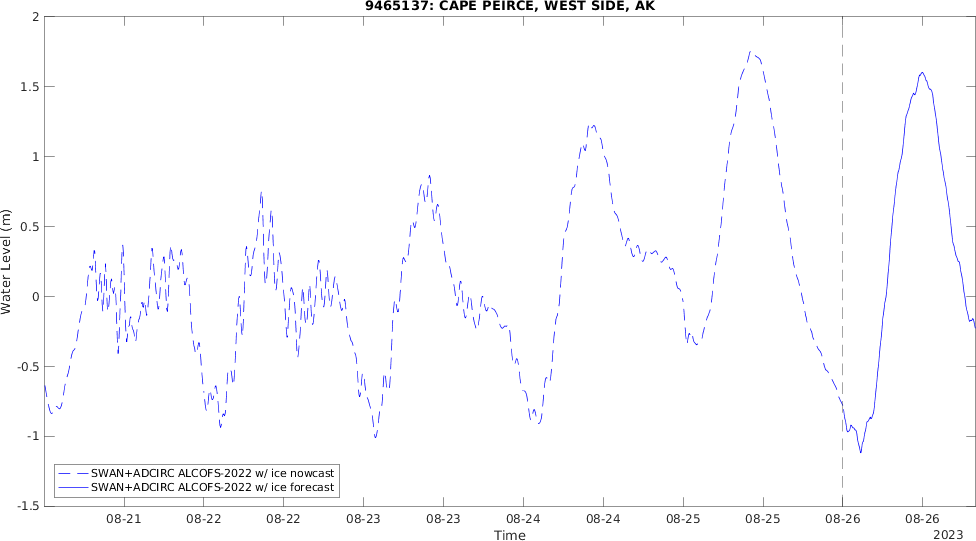 9465137: CAPE PEIRCE, WEST SIDE, AK
2
1.5
1
0.5
0
-0.5
-1
-1.5
Water Level (m)
SWAN+ADCIRC ALCOFS-2022 w/ ice nowcast
SWAN+ADCIRC ALCOFS-2022 w/ ice forecast
08-21 08-22 08-22 08-23 08-23 08-24 08-24 08-25 08-25 08-26 08-26
Time
2023